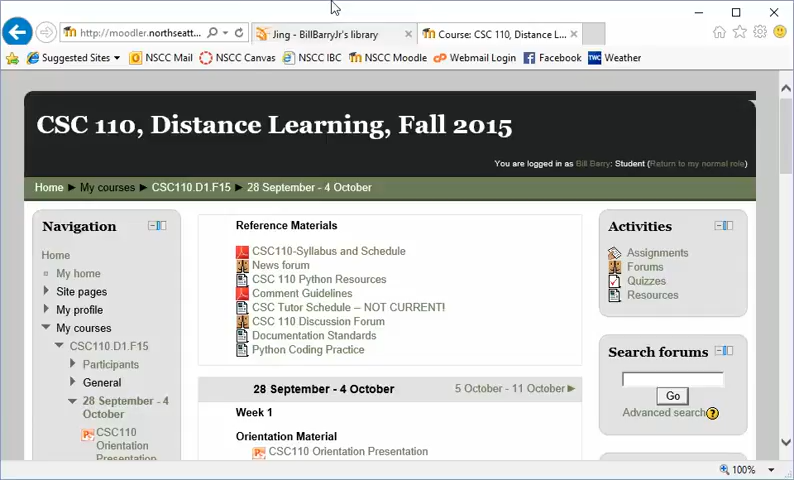 http://moodler.northseatt...
Jing - BillBarryJr's library
Course: CSC 110, Distance L...
Suggested Sites
NSCC Mail
NSCC Canvas
NSCC IBC
NSCC Moodle
Webmail Login
Facebook
TWC Weather
CSC 110, Distance Learning, Fall 2015
You are logged in as Bill Barry: Student (Return to my normal role)
Home ► My courses ► CSC110.D1.F15 ► 28 September - 4 October
Navigation
Home
My home
Site pages
My profile
My courses
CSC110.D1.F15
Participants
General
28 September - 4
October
CSC110
Orientation
Presentation
Reference Materials
CSC110-Syllabus and Schedule
News forum
CSC 110 Python Resources
Comment Guidelines
CSC Tutor Schedule -- NOT CURRENT!
CSC 110 Discussion Forum
Documentation Standards
Python Coding Practice
28 September - 4 October
5 October - 11 October ►
Week 1
Orientation Material
CSC110 Orientation Presentation
Activities
Assignments
Forums
Quizzes
Resources
Search forums
Go
Advanced search
100%